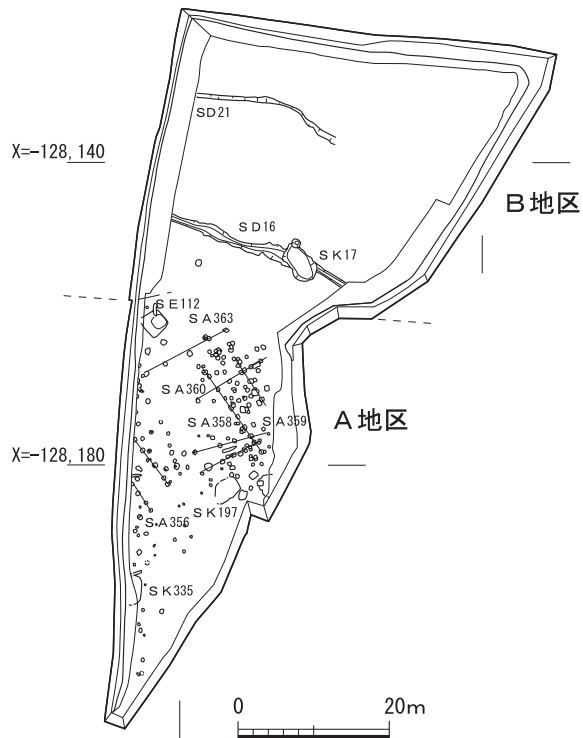 SD21
X=-128,140
B地区
SD16
SK17
SE112
SA363
SA360
SA358
SA359
A地区
X=-128,180
SK197
SA356
SK335
0 20m